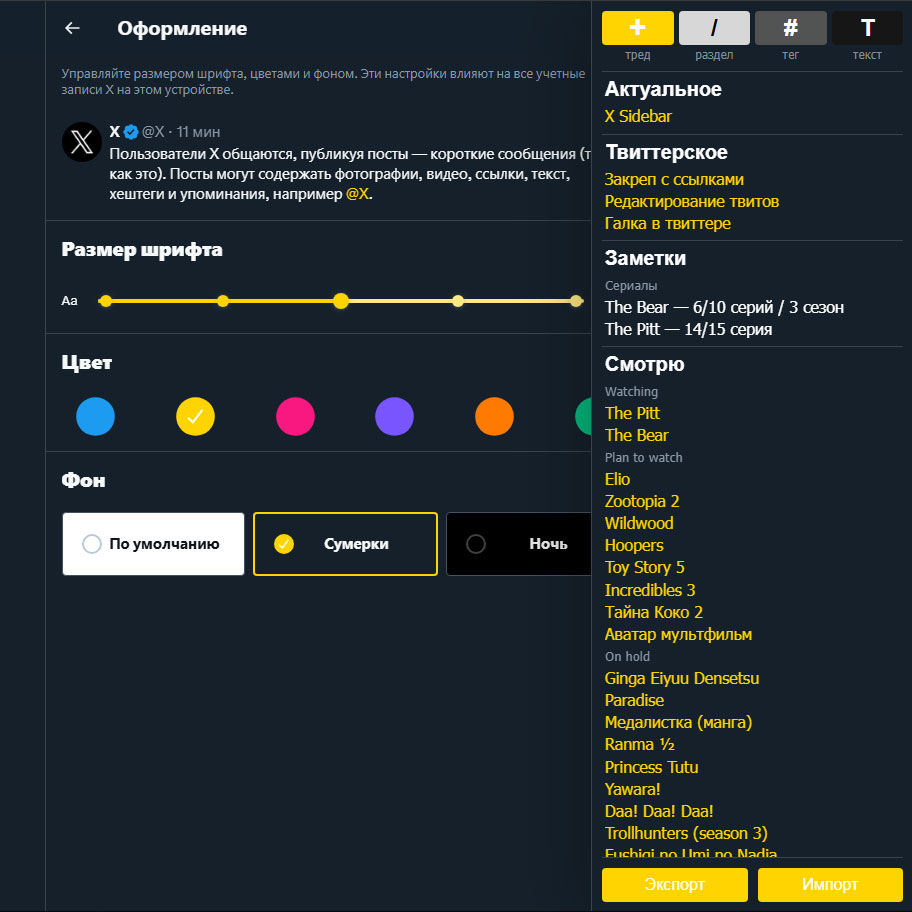 Оформление
Управляйте размером шрифта, цветами и фоном. Эти настройки влияют на все учетные
записи X на этом устройстве.
X @X · 11 мин
Пользователи X общаются, публикуя посты — короткие сообщения (т
как это). Посты могут содержать фотографии, видео, ссылки, текст,
хештеги и упоминания, например @X.
Размер шрифта
Aa
Цвет
Фон
По умолчанию
Сумерки
Ночь
+ / # T
тред раздел тег текст
Актуальное
X Sidebar
Твиттерское
Закреп с ссылками
Редактирование твитов
Галка в твиттере
Заметки
Сериалы
The Bear — 6/10 серий / 3 сезон
The Pitt — 14/15 серия
Смотрю
Watching
The Pitt
The Bear
Plan to watch
Elio
Zootopia 2
Wildwood
Hoopers
Toy Story 5
Incredibles 3
Тайна Коко 2
Аватар мультфильм
On hold
Ginga Eiyuu Densetsu
Paradise
Медалистка (манга)
Ranma ½
Princess Tutu
Yawara!
Daa! Daa! Daa!
Trollhunters (season 3)
Fushigi no Umi no Nadia
Экспорт
Импорт